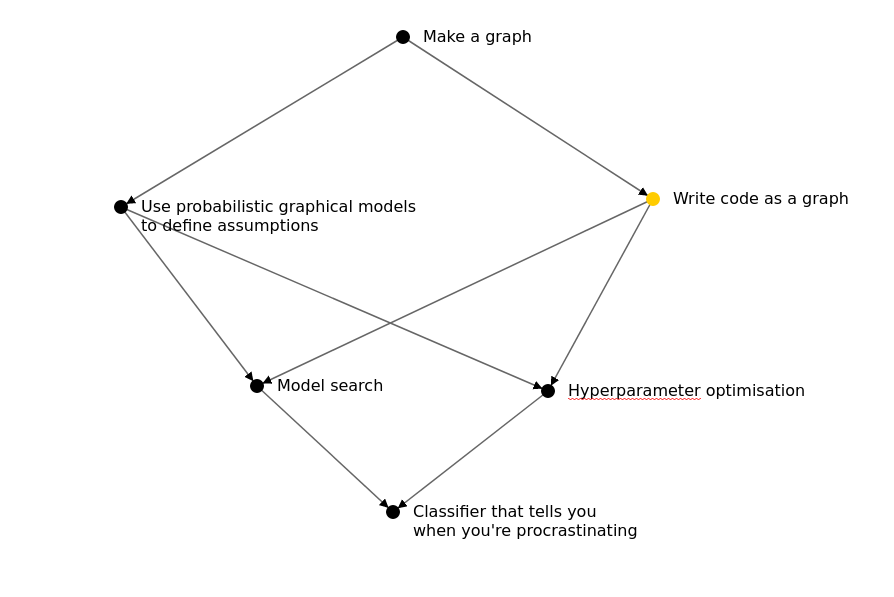 Make a graph
Use probabilistic graphical models
to define assumptions
Write code as a graph
Model search
Hyperparameter optimisation
Classifier that tells you
when you're procrastinating